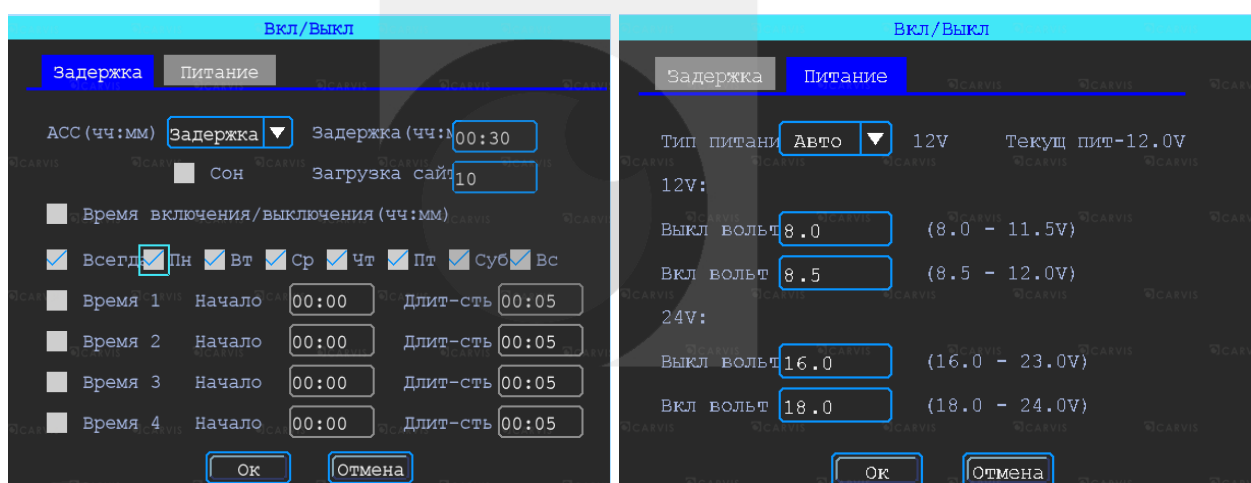 Вкл/Выкл
Задержка Питание
ACC(чч:мм) Задержка Задержка(чч:м 00:30
Сон Загрузка сайт 10
Время включения/выключения(чч:мм)
Всегда Пн Вт Ср Чт Пт Суб Вс
Время 1 Начало 00:00 Длит-сть 00:05
Время 2 Начало 00:00 Длит-сть 00:05
Время 3 Начало 00:00 Длит-сть 00:05
Время 4 Начало 00:00 Длит-сть 00:05
Ок Отмена
Вкл/Выкл
Задержка Питание
Тип питани Авто 12V Текущ пит-12.0V
12V:
Выкл вольт 8.0 (8.0 - 11.5V)
Вкл вольт 8.5 (8.5 - 12.0V)
24V:
Выкл вольт 16.0 (16.0 - 23.0V)
Вкл вольт 18.0 (18.0 - 24.0V)
Ок Отмена
CARVIS